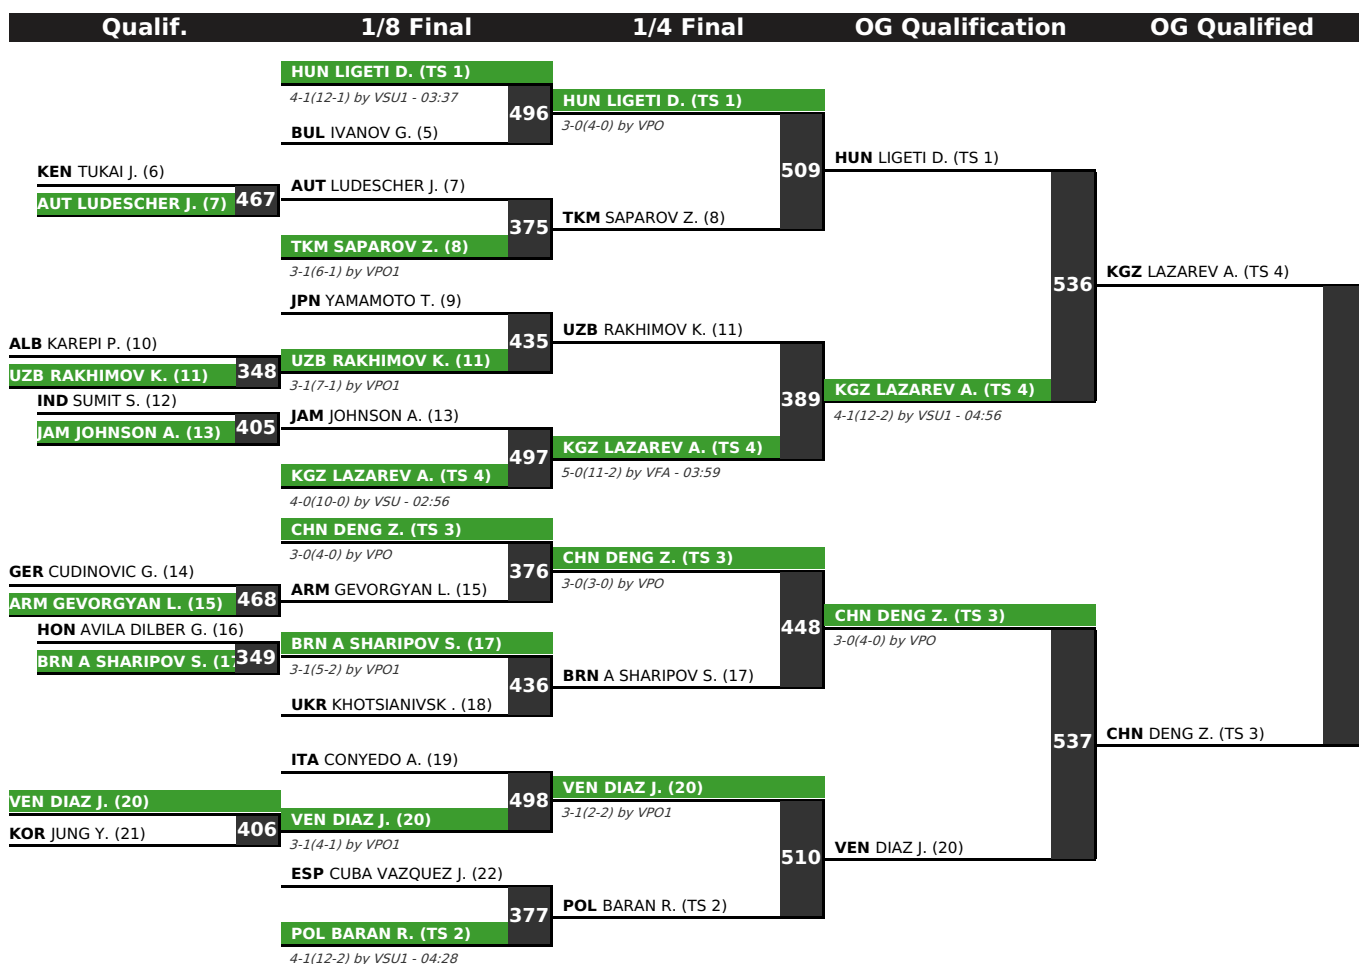 Qualif.
1/8 Final
1/4 Final
OG Qualification
OG Qualified
KEN TUKAI J. (6)
AUT LUDESCHER J. (7)
467
ALB KAREPI P. (10)
UZB RAKHIMOV K. (11)
348
IND SUMIT S. (12)
JAM JOHNSON A. (13)
405
GER CUDINOVIC G. (14)
ARM GEVORGYAN L. (15)
468
HON AVILA DILBER G. (16)
BRN A SHARIPOV S. (17
349
VEN DIAZ J. (20)
KOR JUNG Y. (21)
406
HUN LIGETI D. (TS 1)
4-1(12-1) by VSU1 - 03:37
BUL IVANOV G. (5)
496
AUT LUDESCHER J. (7)
375
TKM SAPAROV Z. (8)
3-1(6-1) by VPO1
JPN YAMAMOTO T. (9)
435
UZB RAKHIMOV K. (11)
3-1(7-1) by VPO1
JAM JOHNSON A. (13)
497
KGZ LAZAREV A. (TS 4)
4-0(10-0) by VSU - 02:56
CHN DENG Z. (TS 3)
3-0(4-0) by VPO
376
ARM GEVORGYAN L. (15)
BRN A SHARIPOV S. (17)
3-1(5-2) by VPO1
436
UKR KHOTSIANIVSK . (18)
ITA CONYEDO A. (19)
498
VEN DIAZ J. (20)
3-1(4-1) by VPO1
ESP CUBA VAZQUEZ J. (22)
377
POL BARAN R. (TS 2)
4-1(12-2) by VSU1 - 04:28
HUN LIGETI D. (TS 1)
3-0(4-0) by VPO
509
TKM SAPAROV Z. (8)
UZB RAKHIMOV K. (11)
389
KGZ LAZAREV A. (TS 4)
5-0(11-2) by VFA - 03:59
CHN DENG Z. (TS 3)
3-0(3-0) by VPO
448
BRN A SHARIPOV S. (17)
VEN DIAZ J. (20)
3-1(2-2) by VPO1
510
POL BARAN R. (TS 2)
HUN LIGETI D. (TS 1)
536
KGZ LAZAREV A. (TS 4)
4-1(12-2) by VSU1 - 04:56
CHN DENG Z. (TS 3)
3-0(4-0) by VPO
537
VEN DIAZ J. (20)
KGZ LAZAREV A. (TS 4)
CHN DENG Z. (TS 3)